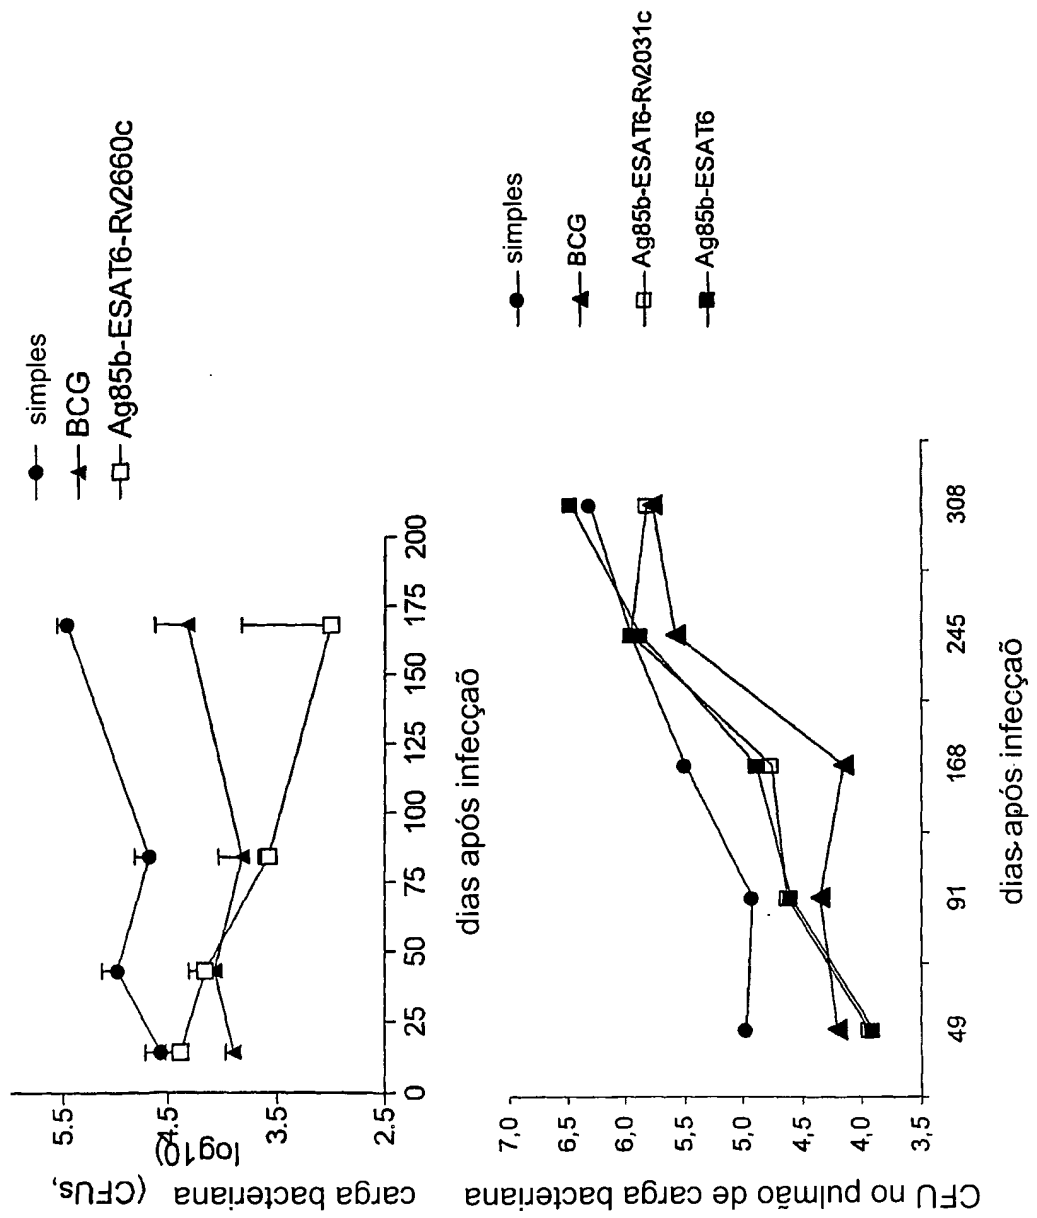 carga bacteriana (CFUs,
log10)
5.5
4.5
3.5
2.5
0
25
50
75
100
125
150
175
200
dias após infecçaõ
simples
BCG
Ag85b-ESAT6-Rv2660c
CFU no pulmão de carga bacteriana
7,0
6,5
6,0
5,5
5,0
4,5
4,0
3,5
49
91
168
245
308
dias após infecçaõ
simples
BCG
Ag85b-ESAT6-Rv2031c
Ag85b-ESAT6